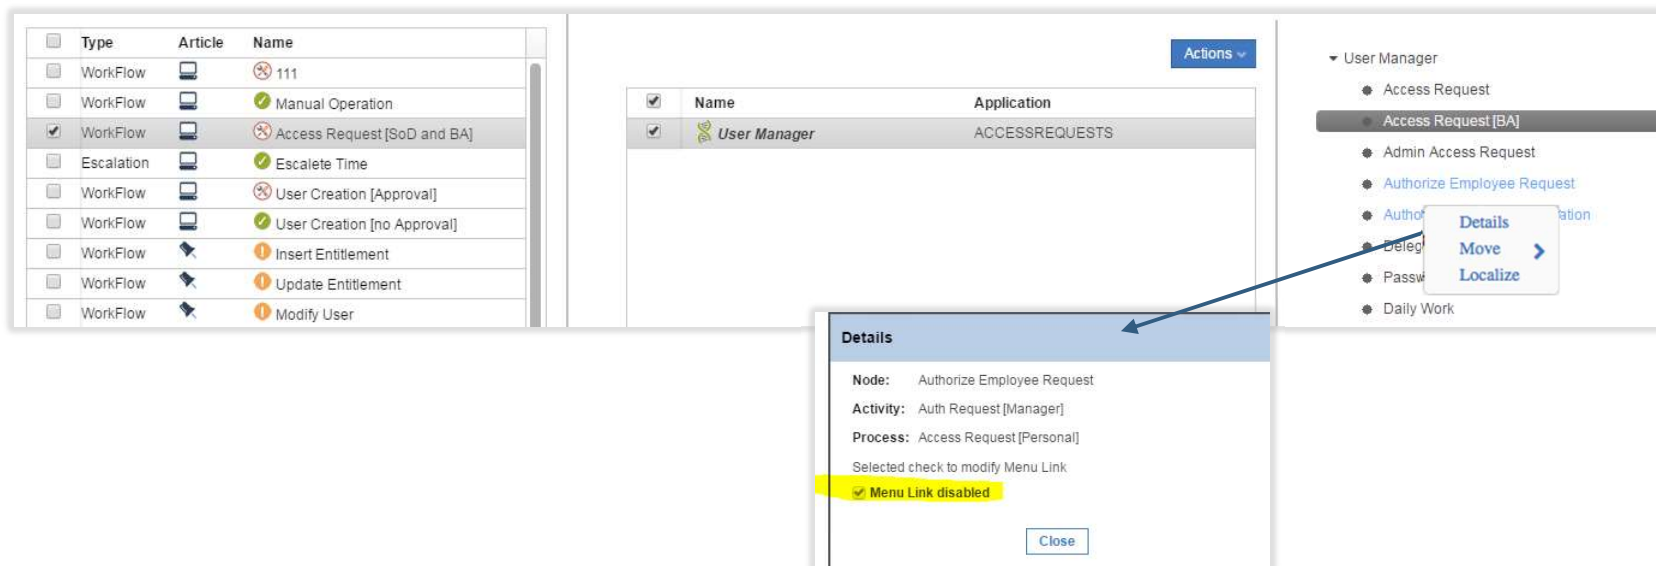 Type Article Name
WorkFlow 111
WorkFlow Manual Operation
WorkFlow Access Request [SoD and BA]
Escalation Escalete Time
WorkFlow User Creation [Approval]
WorkFlow User Creation [no Approval]
WorkFlow Insert Entitlement
WorkFlow Update Entitlement
WorkFlow Modify User
Actions
Name Application
User Manager ACCESSREQUESTS
User Manager
Access Request
Access Request [BA]
Admin Access Request
Authorize Employee Request
Details
Move
Localize
Daily Work
Details
Node: Authorize Employee Request
Activity: Auth Request [Manager]
Process: Access Request [Personal]
Selected check to modify Menu Link
Menu Link disabled
Close